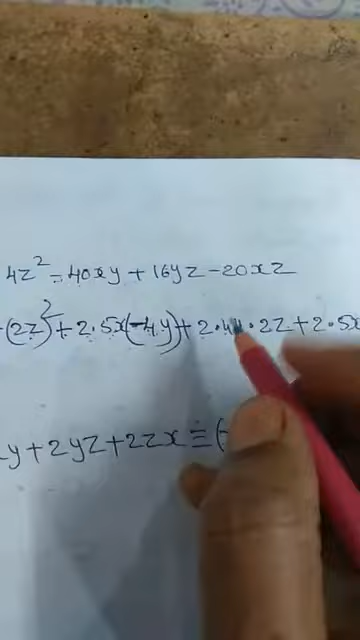 4z² - 40xy + 16yz - 20xz
(2z)² + 2·5x(-4y) + 2·4y·2z + 2·5x
y + 2yz + 2zx ≡ (-